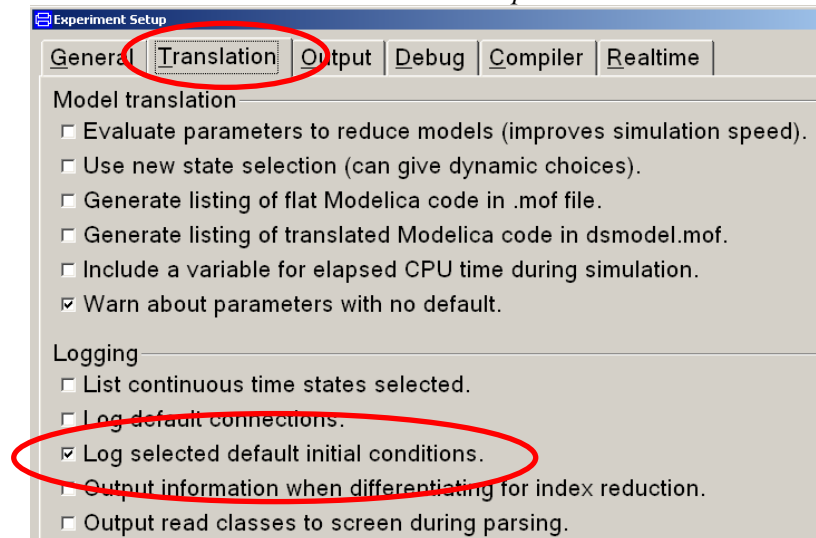 Experiment Setup
General Translation Output Debug Compiler Realtime
Model translation
Evaluate parameters to reduce models (improves simulation speed).
Use new state selection (can give dynamic choices).
Generate listing of flat Modelica code in .mof file.
Generate listing of translated Modelica code in dsmodel.mof.
Include a variable for elapsed CPU time during simulation.
Warn about parameters with no default.
Logging
List continuous time states selected.
Log default connections.
Log selected default initial conditions.
Output information when differentiating for index reduction.
Output read classes to screen during parsing.